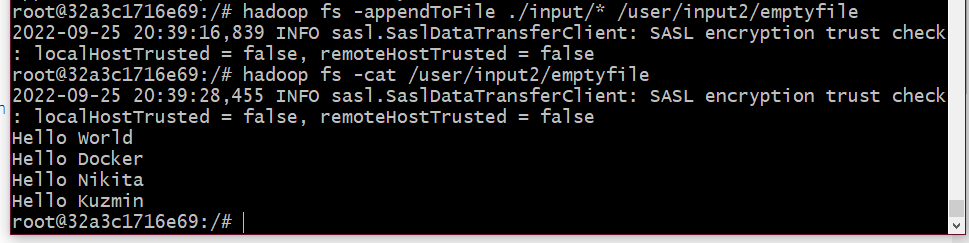 root@32a3c1716e69:/# hadoop fs -appendToFile ./input/* /user/input2/emptyfile
2022-09-25 20:39:16,839 INFO sasl.SaslDataTransferClient: SASL encryption trust check
: localHostTrusted = false, remoteHostTrusted = false
root@32a3c1716e69:/# hadoop fs -cat /user/input2/emptyfile
2022-09-25 20:39:28,455 INFO sasl.SaslDataTransferClient: SASL encryption trust check
: localHostTrusted = false, remoteHostTrusted = false
Hello World
Hello Docker
Hello Nikita
Hello Kuzmin
root@32a3c1716e69:/#